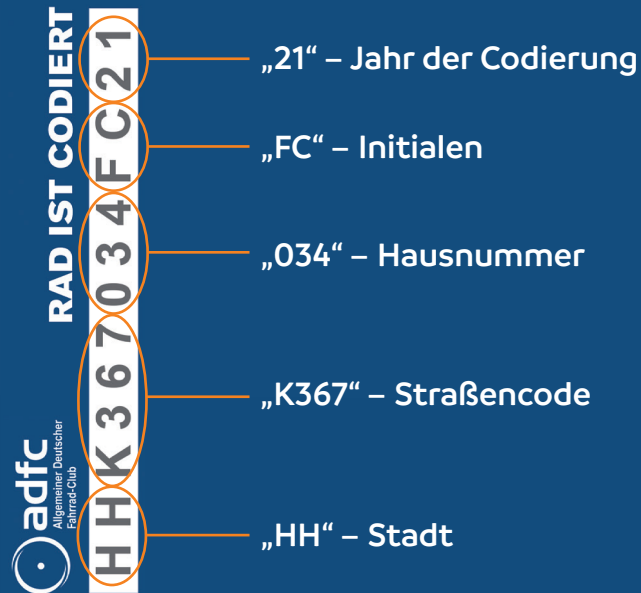 RAD IST CODIERT
HHK367034FC21
adfc
Allgemeiner Deutscher
Fahrrad-Club
„21“ – Jahr der Codierung
„FC“ – Initialen
„034“ – Hausnummer
„K367“ – Straßencode
„HH“ – Stadt